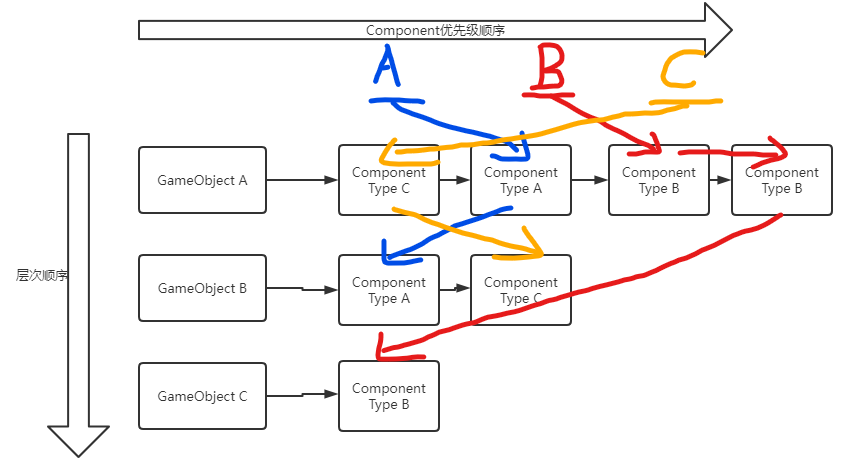 Component优先级顺序
A
B
C
层次顺序
GameObject A
Component
Type C
Component
Type A
Component
Type B
Component
Type B
GameObject B
Component
Type A
Component
Type C
GameObject C
Component
Type B